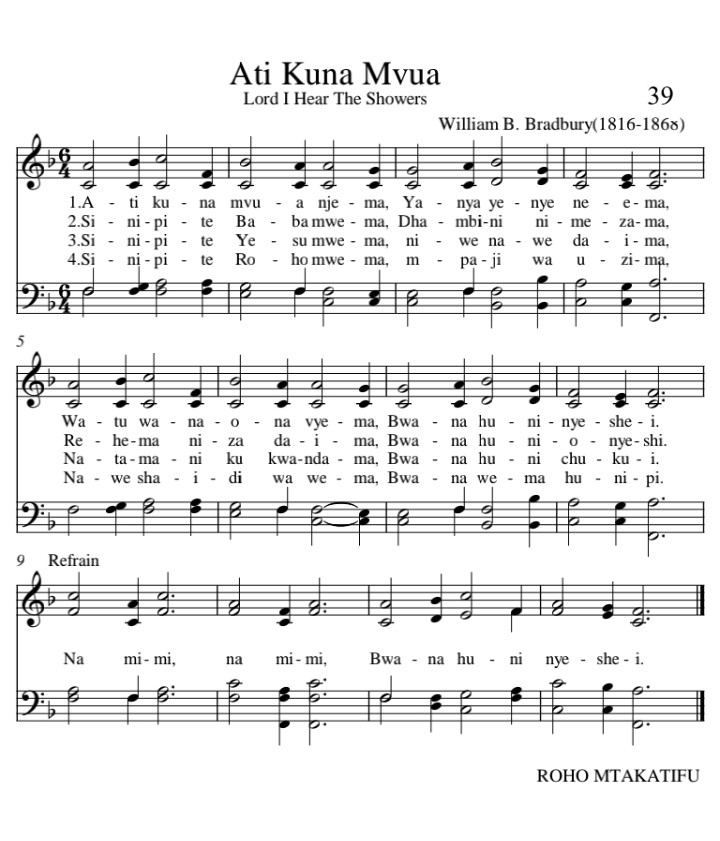 Ati Kuna Mvua
Lord I Hear The Showers
39
William B. Bradbury(1816-1868)
6 4
1.A - ti ku - na mvu - a nje - ma, Ya - nya ye - nye ne - e - ma,
2.Si - ni - pi - te Ba - ba mwe - ma, Dha - mbi - ni ni - me - za - ma,
3.Si - ni - pi - te Ye - su mwe - ma, ni - we na - we da - i - ma,
4.Si - ni - pi - te Ro - ho mwe - ma, m - pa - ji wa u - zi - ma,
6 4
5
Wa - tu wa - na - o - na vye - ma, Bwa - na hu - ni - nye - she - i.
Re - he - ma ni - za da - i - ma, Bwa - na hu - ni - o - nye - shi.
Na - ta - ma - ni ku kwa - nda - ma, Bwa - na hu - ni chu - ku - i.
Na - we sha - i - di wa we - ma, Bwa - na we - ma hu - ni - pi.
9 Refrain
Na mi - mi, na mi - mi, Bwa - na hu - ni nye - she - i.
ROHO MTAKATIFU